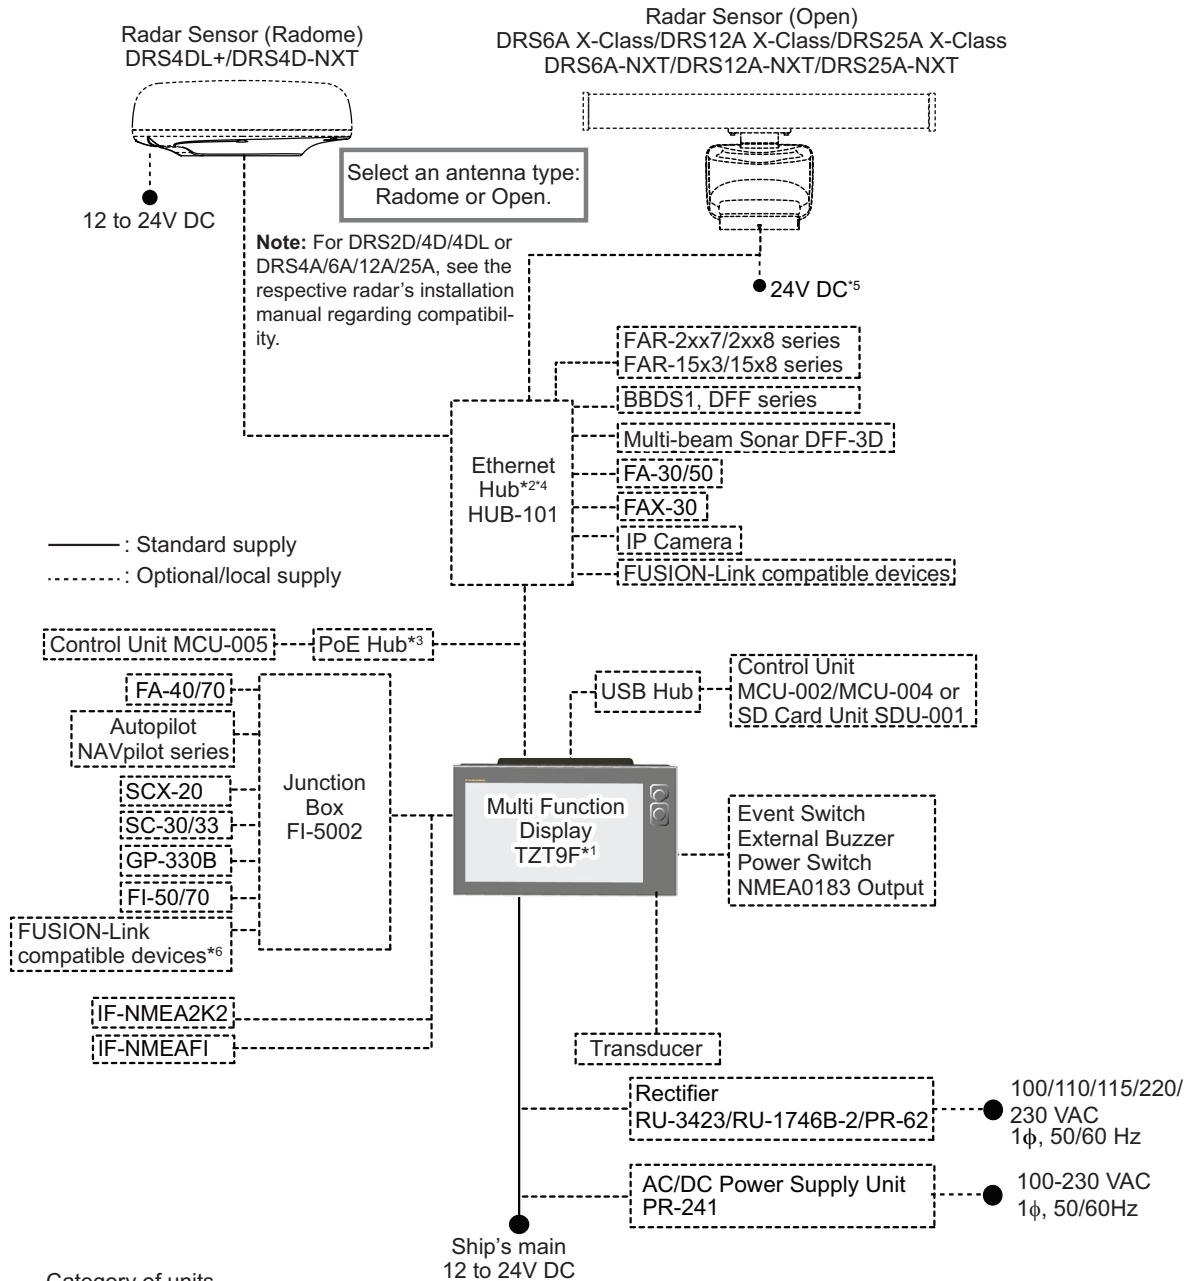 Radar Sensor (Radome)
DRS4DL+/DRS4D-NXT
Radar Sensor (Open)
DRS6A X-Class/DRS12A X-Class/DRS25A X-Class
DRS6A-NXT/DRS12A-NXT/DRS25A-NXT
Select an antenna type:
Radome or Open.
12 to 24V DC
Note: For DRS2D/4D/4DL or
DRS4A/6A/12A/25A, see the
respective radar's installation
manual regarding compatibil-
ity.
24V DC*5
FAR-2xx7/2xx8 series
FAR-15x3/15x8 series
BBDS1, DFF series
Multi-beam Sonar DFF-3D
FA-30/50
FAX-30
IP Camera
FUSION-Link compatible devices
Ethernet
Hub*2*4
HUB-101
: Standard supply
: Optional/local supply
Control Unit MCU-005
PoE Hub*3
USB Hub
Control Unit
MCU-002/MCU-004 or
SD Card Unit SDU-001
FA-40/70
Autopilot
NAVpilot series
SCX-20
SC-30/33
GP-330B
FI-50/70
FUSION-Link
compatible devices*6
Junction
Box
FI-5002
Multi Function
Display
TZT9F*1
Event Switch
External Buzzer
Power Switch
NMEA0183 Output
IF-NMEA2K2
IF-NMEAFI
Transducer
Rectifier
RU-3423/RU-1746B-2/PR-62
100/110/115/220/
230 VAC
1ϕ, 50/60 Hz
AC/DC Power Supply Unit
PR-241
100-230 VAC
1ϕ, 50/60Hz
Ship's main
12 to 24V DC
Category of units